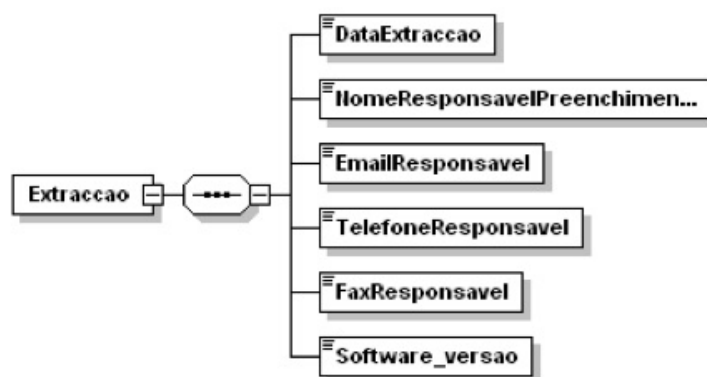 DataExtraccao
NomeResponsavelPreenchimen...
EmailResponsavel
Extraccao
TelefoneResponsavel
FaxResponsavel
Software_versao